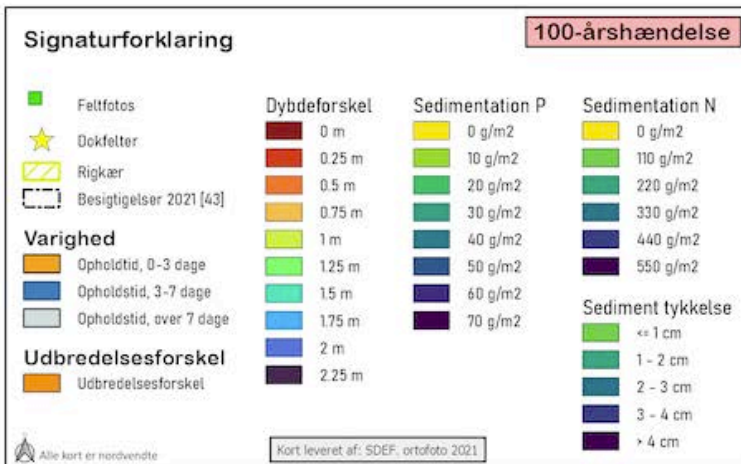 Signaturforklaring
100-årshændelse
Feltfotos
Dokfelter
Rigkær
Besigtigelser 2021 [43]
Varighed
Opholdtid, 0-3 dage
Opholdstid, 3-7 dage
Opholdstid, over 7 dage
Udbredelsesforskel
Udbredelsesforskel
Alle kort er nordvendte
Dybdeforskel
0 m
0.25 m
0.5 m
0.75 m
1 m
1.25 m
1.5 m
1.75 m
2 m
2.25 m
Sedimentation P
0 g/m2
10 g/m2
20 g/m2
30 g/m2
40 g/m2
50 g/m2
60 g/m2
70 g/m2
Sedimentation N
0 g/m2
110 g/m2
220 g/m2
330 g/m2
440 g/m2
550 g/m2
Sediment tykkelse
<= 1 cm
1 - 2 cm
2 - 3 cm
3 - 4 cm
> 4 cm
Kort leveret af: SDEF, ortofoto 2021